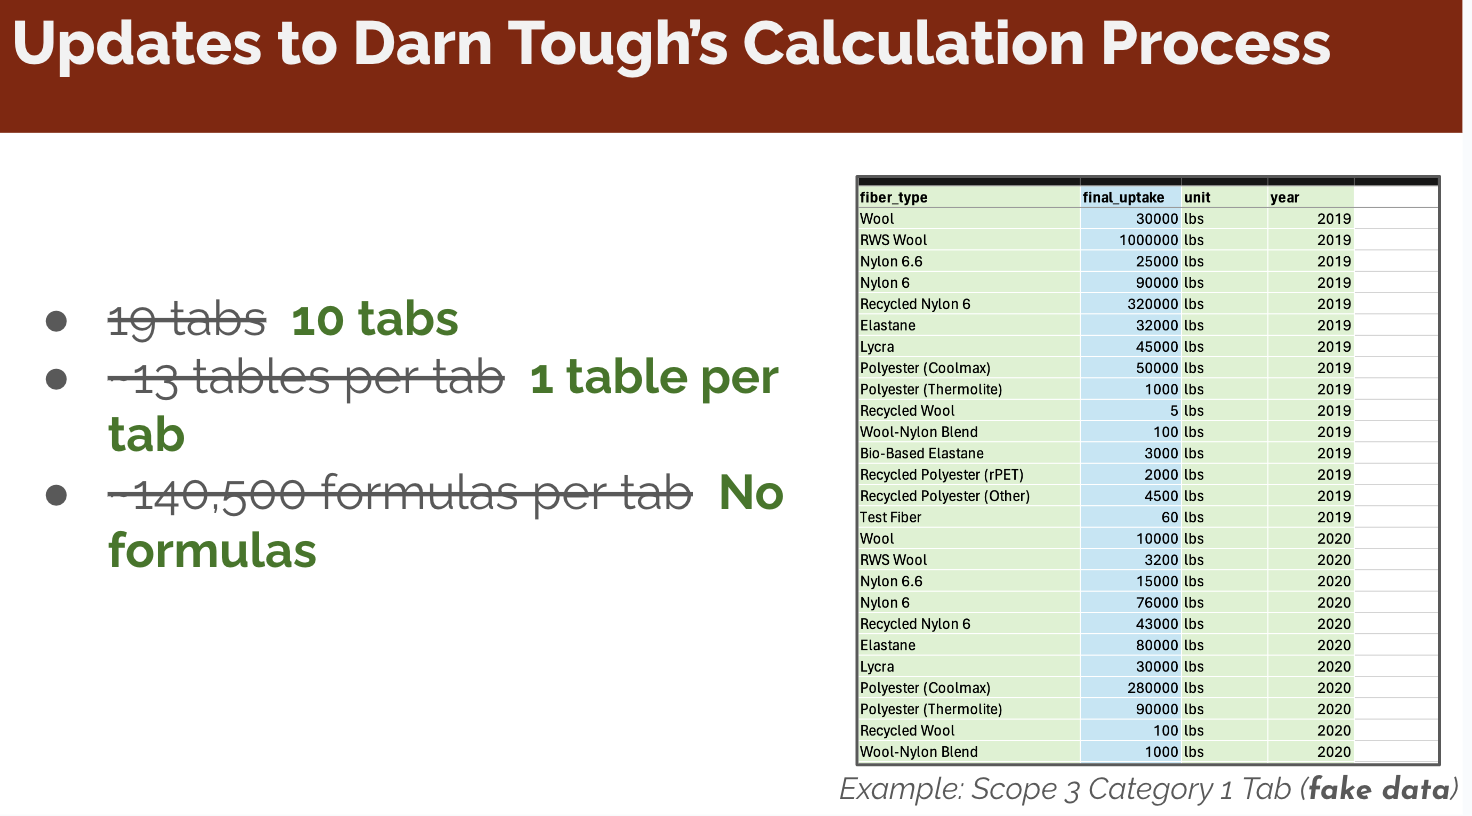 Updates to Darn Tough's Calculation Process
● 19 tabs 10 tabs
● ~13 tables per tab 1 table per
tab
● ~140,500 formulas per tab No
formulas
fiber_type final_uptake unit year
Wool 30000 lbs 2019
RWS Wool 1000000 lbs 2019
Nylon 6.6 25000 lbs 2019
Nylon 6 90000 lbs 2019
Recycled Nylon 6 320000 lbs 2019
Elastane 32000 lbs 2019
Lycra 45000 lbs 2019
Polyester (Coolmax) 50000 lbs 2019
Polyester (Thermolite) 1000 lbs 2019
Recycled Wool 5 lbs 2019
Wool-Nylon Blend 100 lbs 2019
Bio-Based Elastane 3000 lbs 2019
Recycled Polyester (rPET) 2000 lbs 2019
Recycled Polyester (Other) 4500 lbs 2019
Test Fiber 60 lbs 2019
Wool 10000 lbs 2020
RWS Wool 3200 lbs 2020
Nylon 6.6 15000 lbs 2020
Nylon 6 76000 lbs 2020
Recycled Nylon 6 43000 lbs 2020
Elastane 80000 lbs 2020
Lycra 30000 lbs 2020
Polyester (Coolmax) 280000 lbs 2020
Polyester (Thermolite) 90000 lbs 2020
Recycled Wool 100 lbs 2020
Wool-Nylon Blend 1000 lbs 2020
Example: Scope 3 Category 1 Tab (fake data)